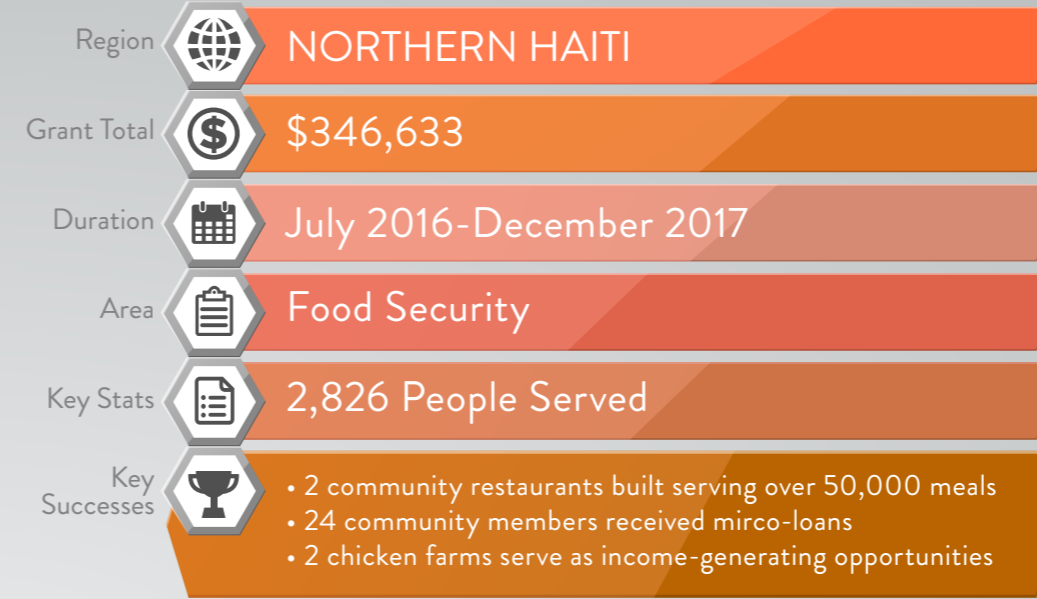 Region
NORTHERN HAITI
Grant Total
$346,633
Duration
July 2016-December 2017
Area
Food Security
Key Stats
2,826 People Served
Key
Successes
• 2 community restaurants built serving over 50,000 meals
• 24 community members received mirco-loans
• 2 chicken farms serve as income-generating opportunities